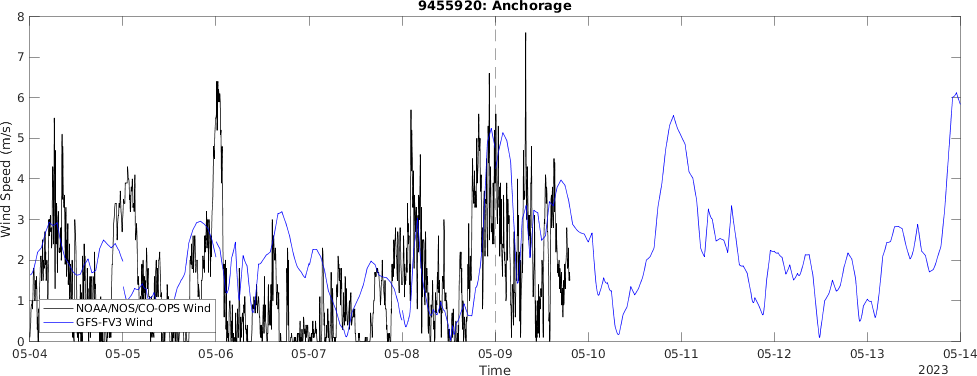 9455920: Anchorage
8
7
6
5
4
3
2
1
0
Wind Speed (m/s)
NOAA/NOS/CO-OPS Wind
GFS-FV3 Wind
05-04 05-05 05-06 05-07 05-08 05-09 05-10 05-11 05-12 05-13 05-14
Time
2023